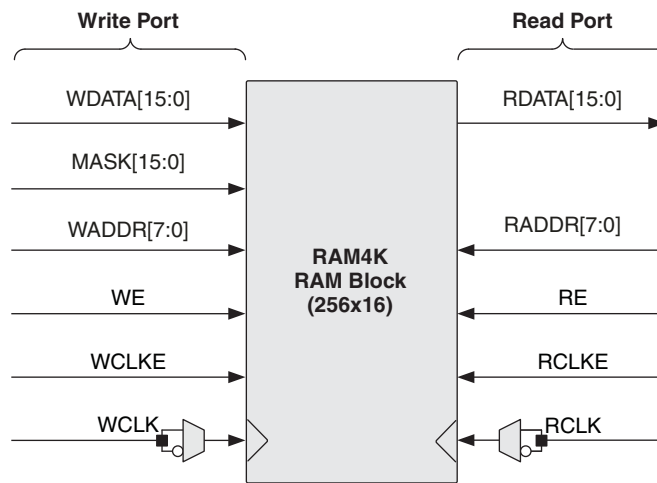 Write Port
Read Port
WDATA[15:0]
RDATA[15:0]
MASK[15:0]
WADDR[7:0]
RADDR[7:0]
RAM4K
RAM Block
(256x16)
WE
RE
WCLKE
RCLKE
WCLK
RCLK